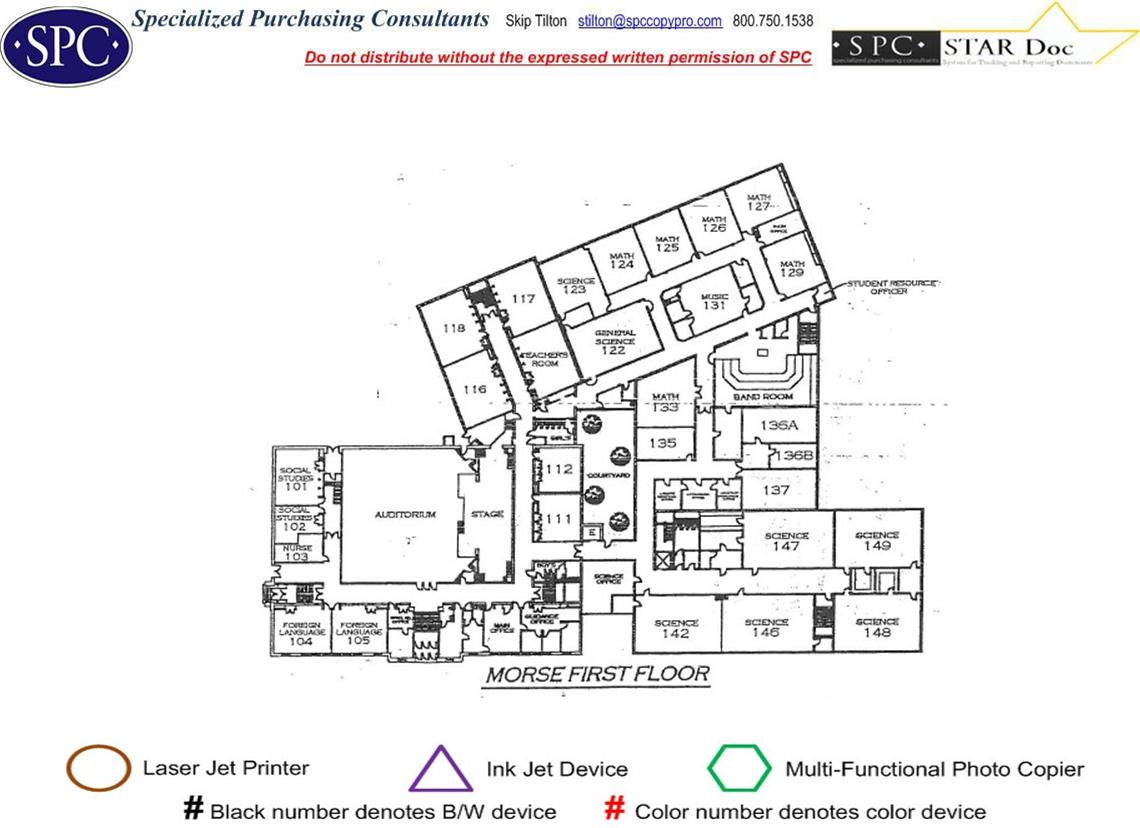 SPC
Specialized Purchasing Consultants Skip Tilton stilton@spccopypro.com 800.750.1538
Do not distribute without the expressed written permission of SPC
SPC STAR Doc
specialized purchasing consultants System for Tracking and Reporting Documents
MATH
127
MATH
126
MATH
125
MATH
124
SCIENCE
123
MATH
129
STUDENT RESOURCE
OFFICER
MUSIC
131
117
118
GENERAL
SCIENCE
122
TEACHER'S
ROOM
116
MATH
133
BAND ROOM
136A
GIRL'S
135
136B
SOCIAL
STUDIES
101
112
COURTYARD
137
AUDITORIUM
STAGE
SOCIAL
STUDIES
102
111
E
NURSE
103
SCIENCE
147
SCIENCE
149
BOY'S
SCIENCE
OFFICE
FOREIGN
LANGUAGE
104
FOREIGN
LANGUAGE
105
MAIN
OFFICE
GUIDANCE
OFFICE
SCIENCE
142
SCIENCE
146
SCIENCE
148
MORSE FIRST FLOOR
Laser Jet Printer
Ink Jet Device
Multi-Functional Photo Copier
# Black number denotes B/W device
# Color number denotes color device